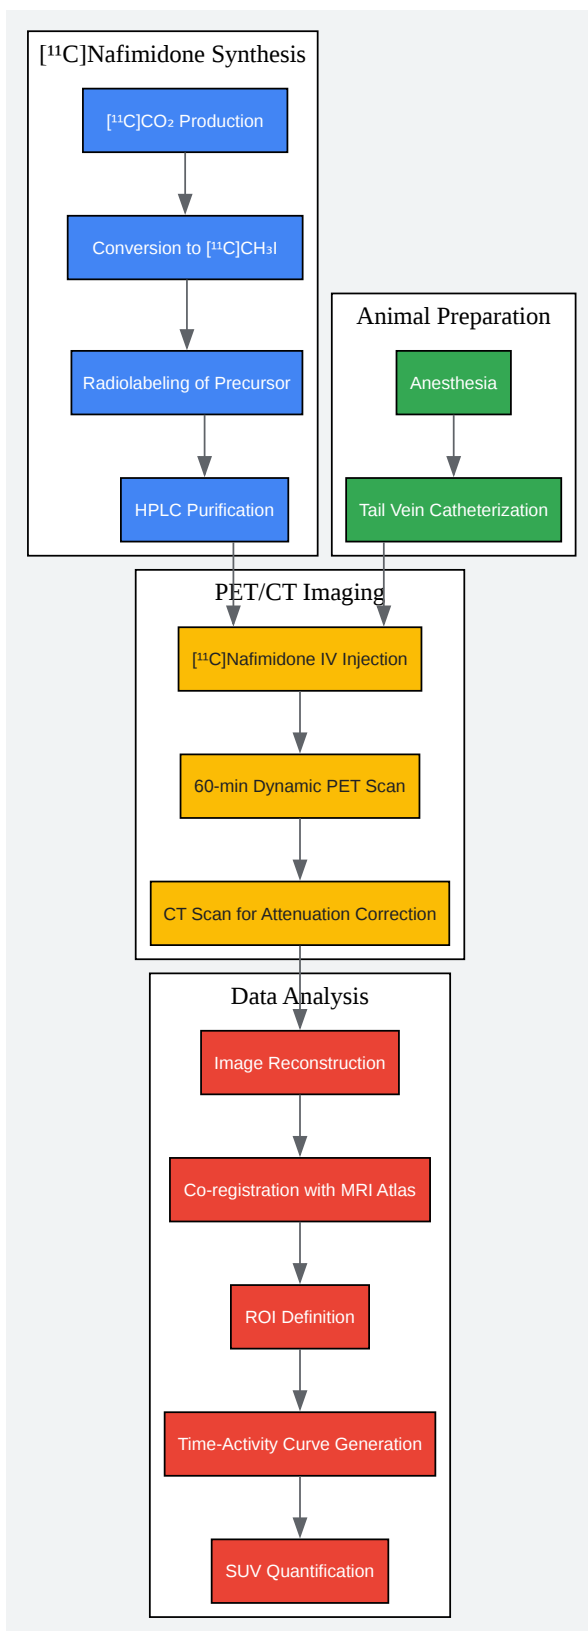 [¹¹C]Nafimidone Synthesis
[¹¹C]CO₂ Production
Conversion to [¹¹C]CH₃I
Radiolabeling of Precursor
HPLC Purification
Animal Preparation
Anesthesia
Tail Vein Catheterization
PET/CT Imaging
[¹¹C]Nafimidone IV Injection
60-min Dynamic PET Scan
CT Scan for Attenuation Correction
Data Analysis
Image Reconstruction
Co-registration with MRI Atlas
ROI Definition
Time-Activity Curve Generation
SUV Quantification